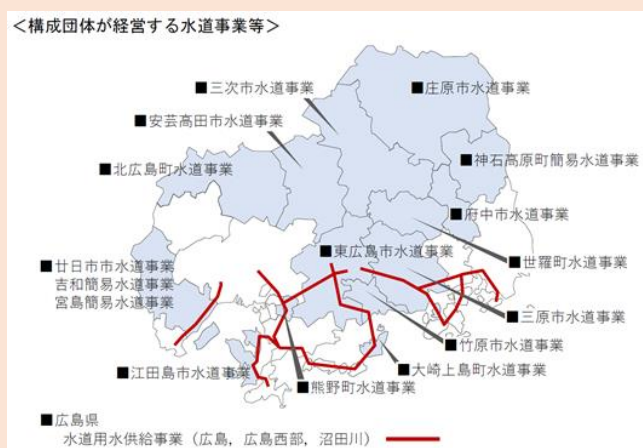 ＜構成団体が経営する水道事業等＞
■三次市水道事業
■庄原市水道事業
■安芸高田市水道事業
■北広島町水道事業
■神石高原町簡易水道事業
■府中市水道事業
■東広島市水道事業
■世羅町水道事業
■廿日市市水道事業
吉和簡易水道事業
宮島簡易水道事業
■三原市水道事業
■竹原市水道事業
■江田島市水道事業
■大崎上島町水道事業
■熊野町水道事業
■広島県
水道用水供給事業（広島，広島西部，沼田川）